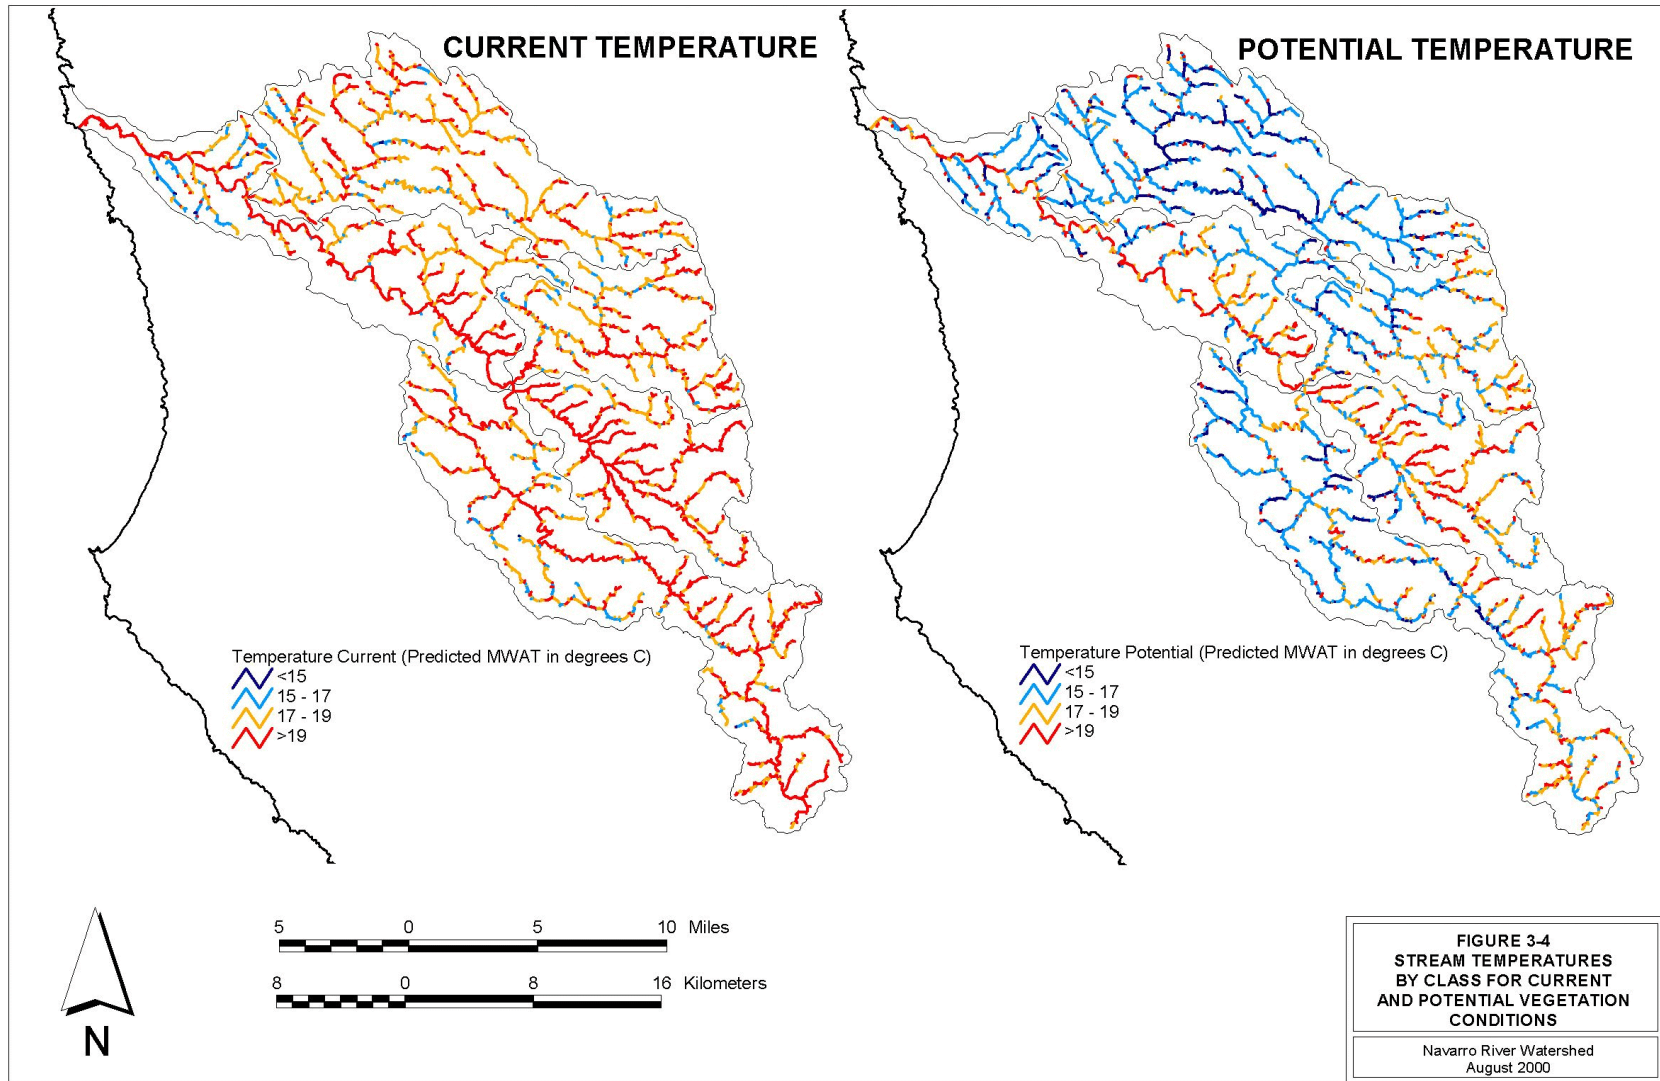 CURRENT TEMPERATURE
POTENTIAL TEMPERATURE
Temperature Current (Predicted MWAT in degrees C)
<15
15 - 17
17 - 19
>19
Temperature Potential (Predicted MWAT in degrees C)
<15
15 - 17
17 - 19
>19
5 0 5 10 Miles
8 0 8 16 Kilometers
N
FIGURE 3-4
STREAM TEMPERATURES
BY CLASS FOR CURRENT
AND POTENTIAL VEGETATION
CONDITIONS
Navarro River Watershed
August 2000